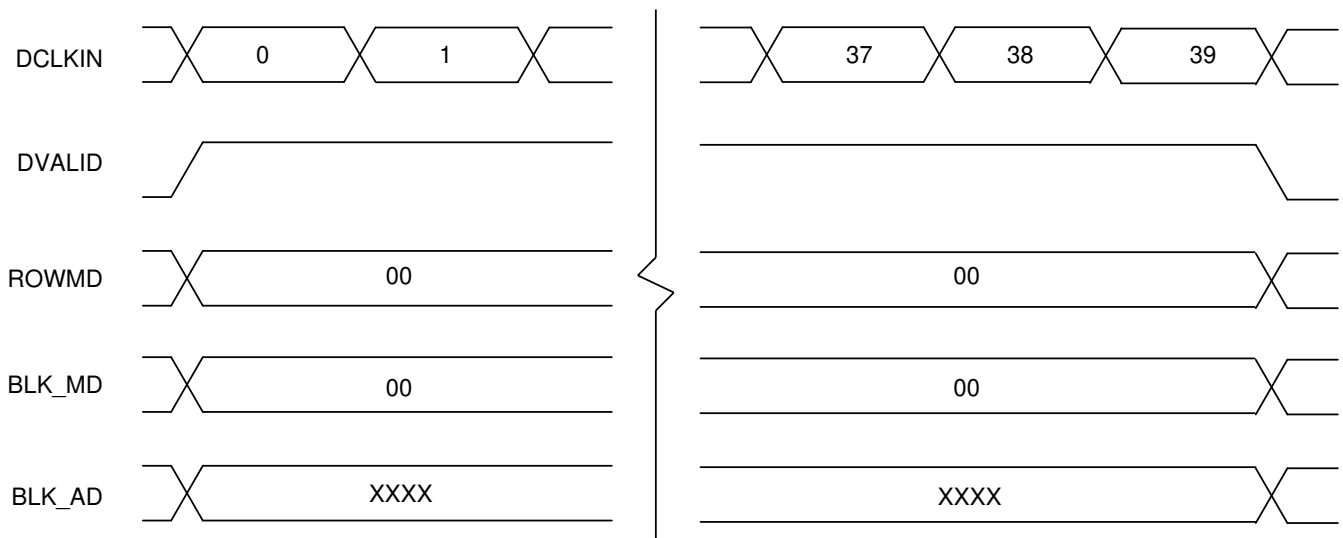 DCLKIN 0 1 37 38 39
DVALID
ROWMD 00 00
BLK_MD 00 00
BLK_AD XXXX XXXX